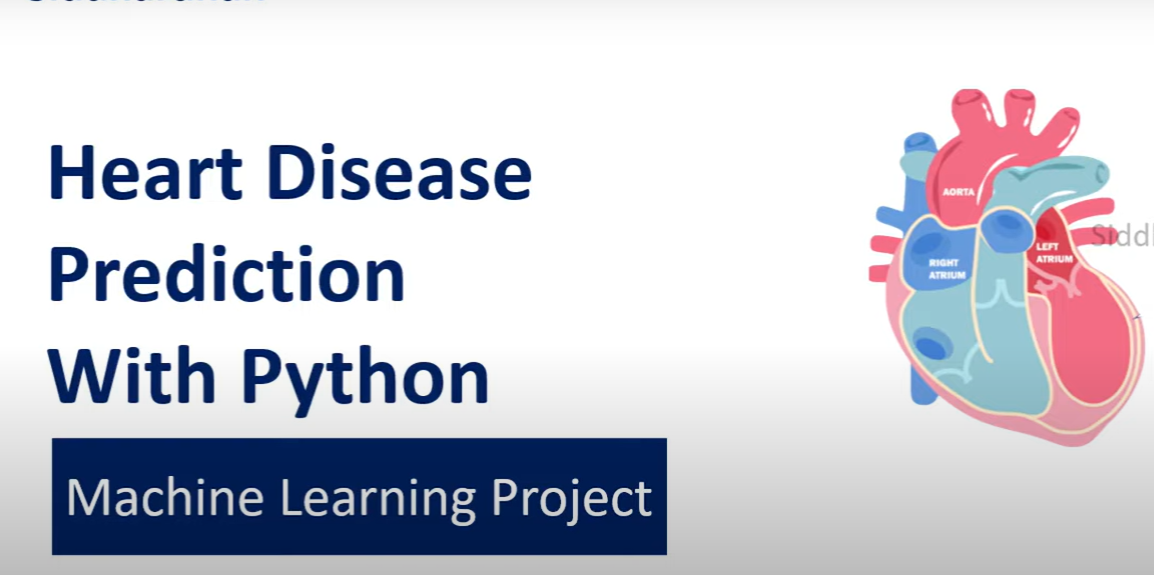 Heart Disease
Prediction
With Python
Machine Learning Project
AORTA
RIGHT
ATRIUM
LEFT
ATRIUM